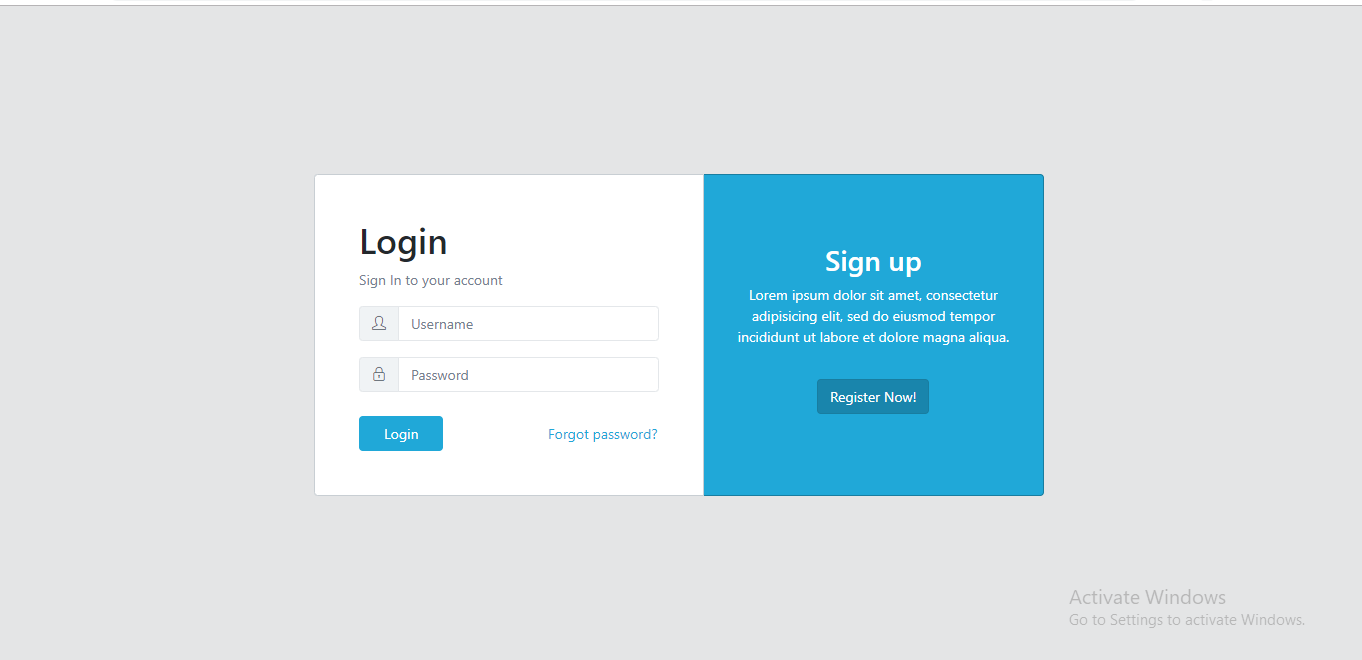 Login
Sign In to your account
Username
Password
Login Forgot password?
Sign up
Lorem ipsum dolor sit amet, consectetur
adipisicing elit, sed do eiusmod tempor
incididunt ut labore et dolore magna aliqua.
Register Now!
Activate Windows
Go to Settings to activate Windows.